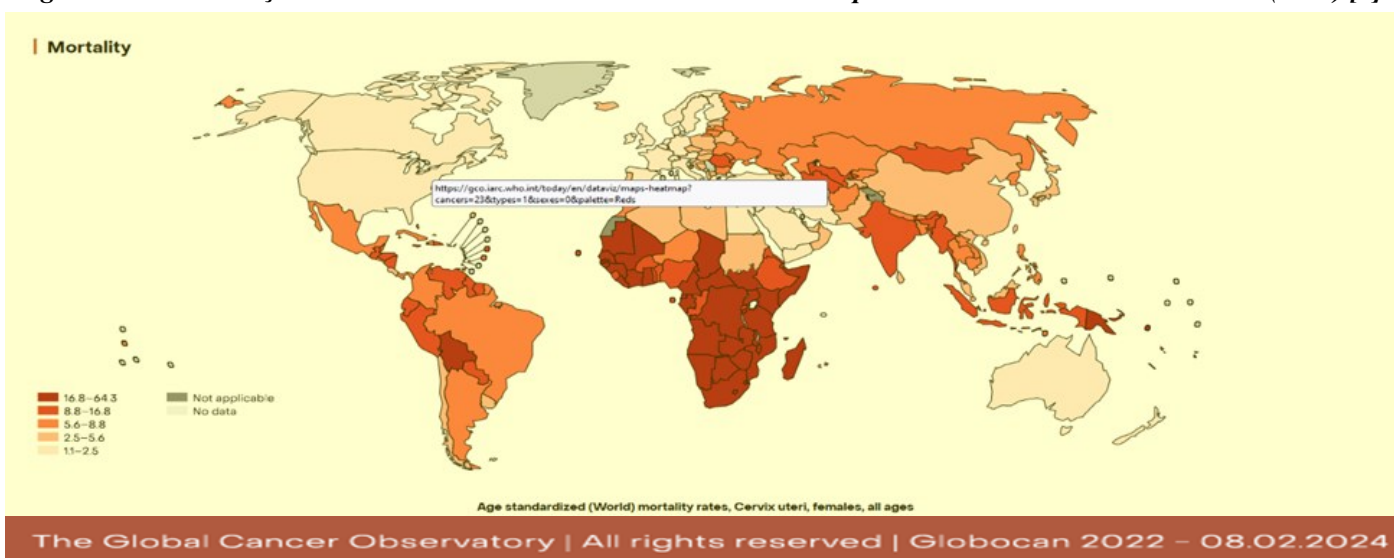 Mortality
https://gco.iarc.who.int/today/en/dataviz/maps-heatmap?
cancers=23&types=1&sexes=0&palette=Reds
16.8–64.3
8.8–16.8
5.6–8.8
2.5–5.6
1.1–2.5
Not applicable
No data
Age standardized (World) mortality rates, Cervix uteri, females, all ages
The Global Cancer Observatory | All rights reserved | Globocan 2022 – 08.02.2024